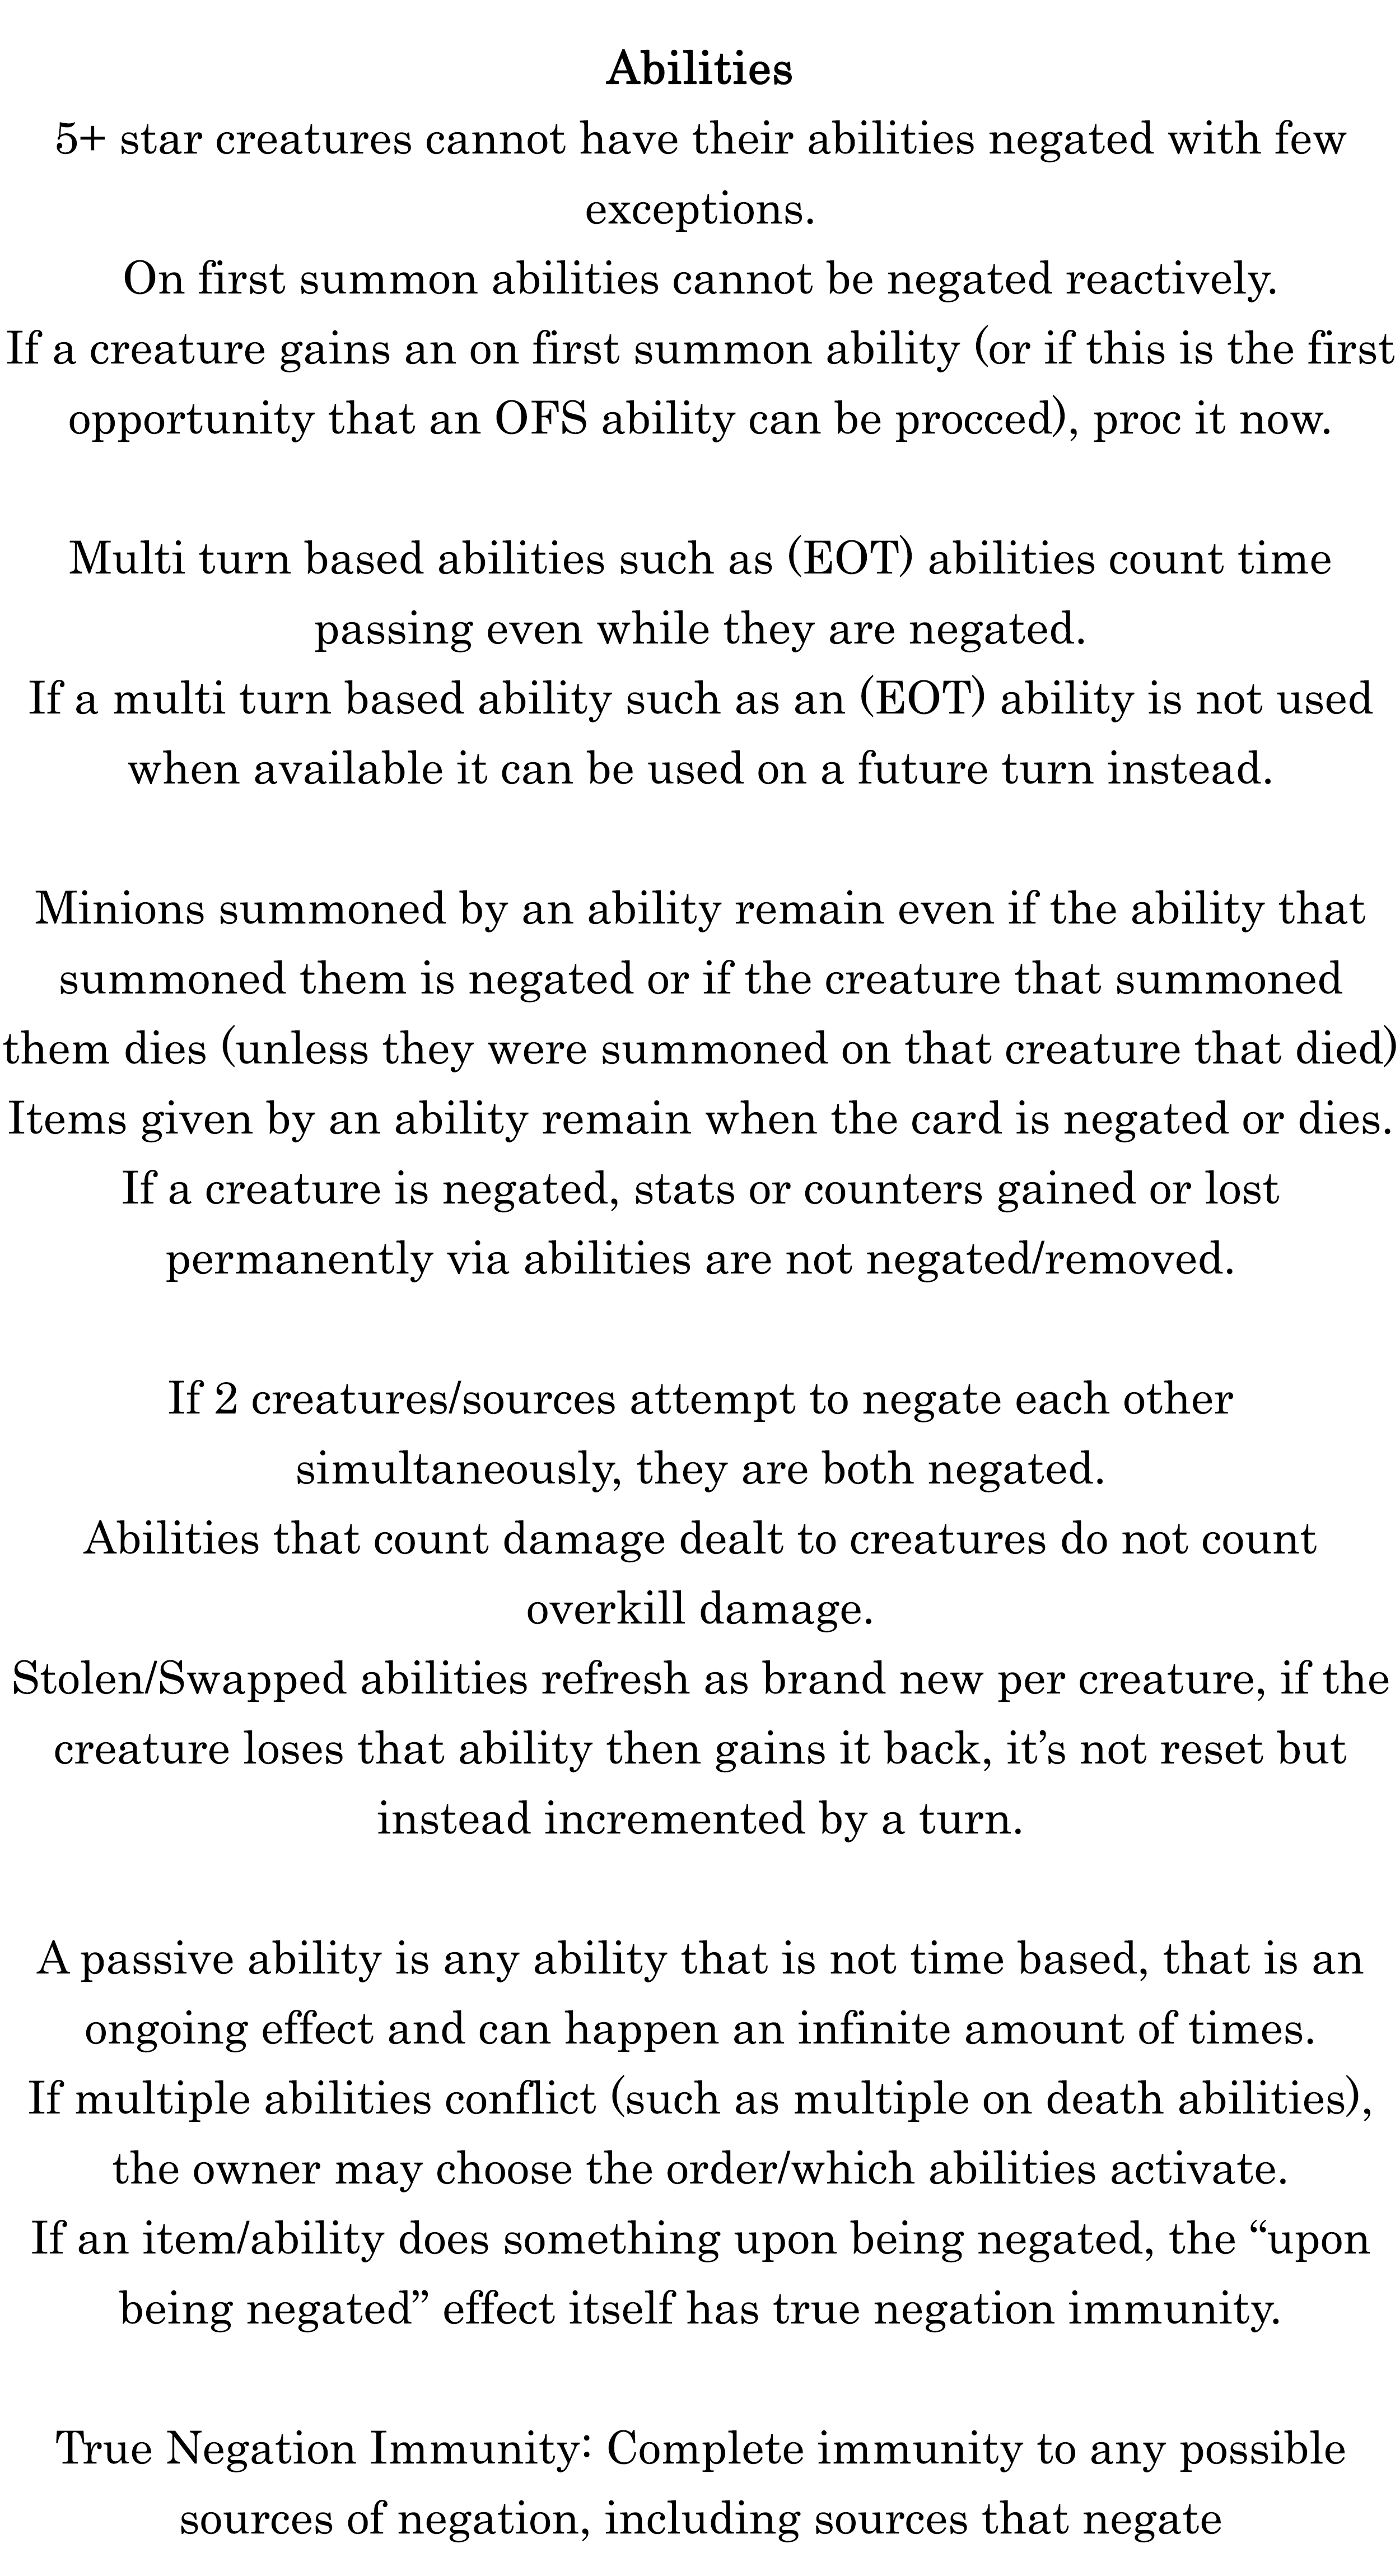 Abilities
5+ star creatures cannot have their abilities negated with few
exceptions.
On first summon abilities cannot be negated reactively.
If a creature gains an on first summon ability (or if this is the first
opportunity that an OFS ability can be procced), proc it now.
Multi turn based abilities such as (EOT) abilities count time
passing even while they are negated.
If a multi turn based ability such as an (EOT) ability is not used
when available it can be used on a future turn instead.
Minions summoned by an ability remain even if the ability that
summoned them is negated or if the creature that summoned
them dies (unless they were summoned on that creature that died)
Items given by an ability remain when the card is negated or dies.
If a creature is negated, stats or counters gained or lost
permanently via abilities are not negated/removed.
If 2 creatures/sources attempt to negate each other
simultaneously, they are both negated.
Abilities that count damage dealt to creatures do not count
overkill damage.
Stolen/Swapped abilities refresh as brand new per creature, if the
creature loses that ability then gains it back, it’s not reset but
instead incremented by a turn.
A passive ability is any ability that is not time based, that is an
ongoing effect and can happen an infinite amount of times.
If multiple abilities conflict (such as multiple on death abilities),
the owner may choose the order/which abilities activate.
If an item/ability does something upon being negated, the “upon
being negated” effect itself has true negation immunity.
True Negation Immunity: Complete immunity to any possible
sources of negation, including sources that negate